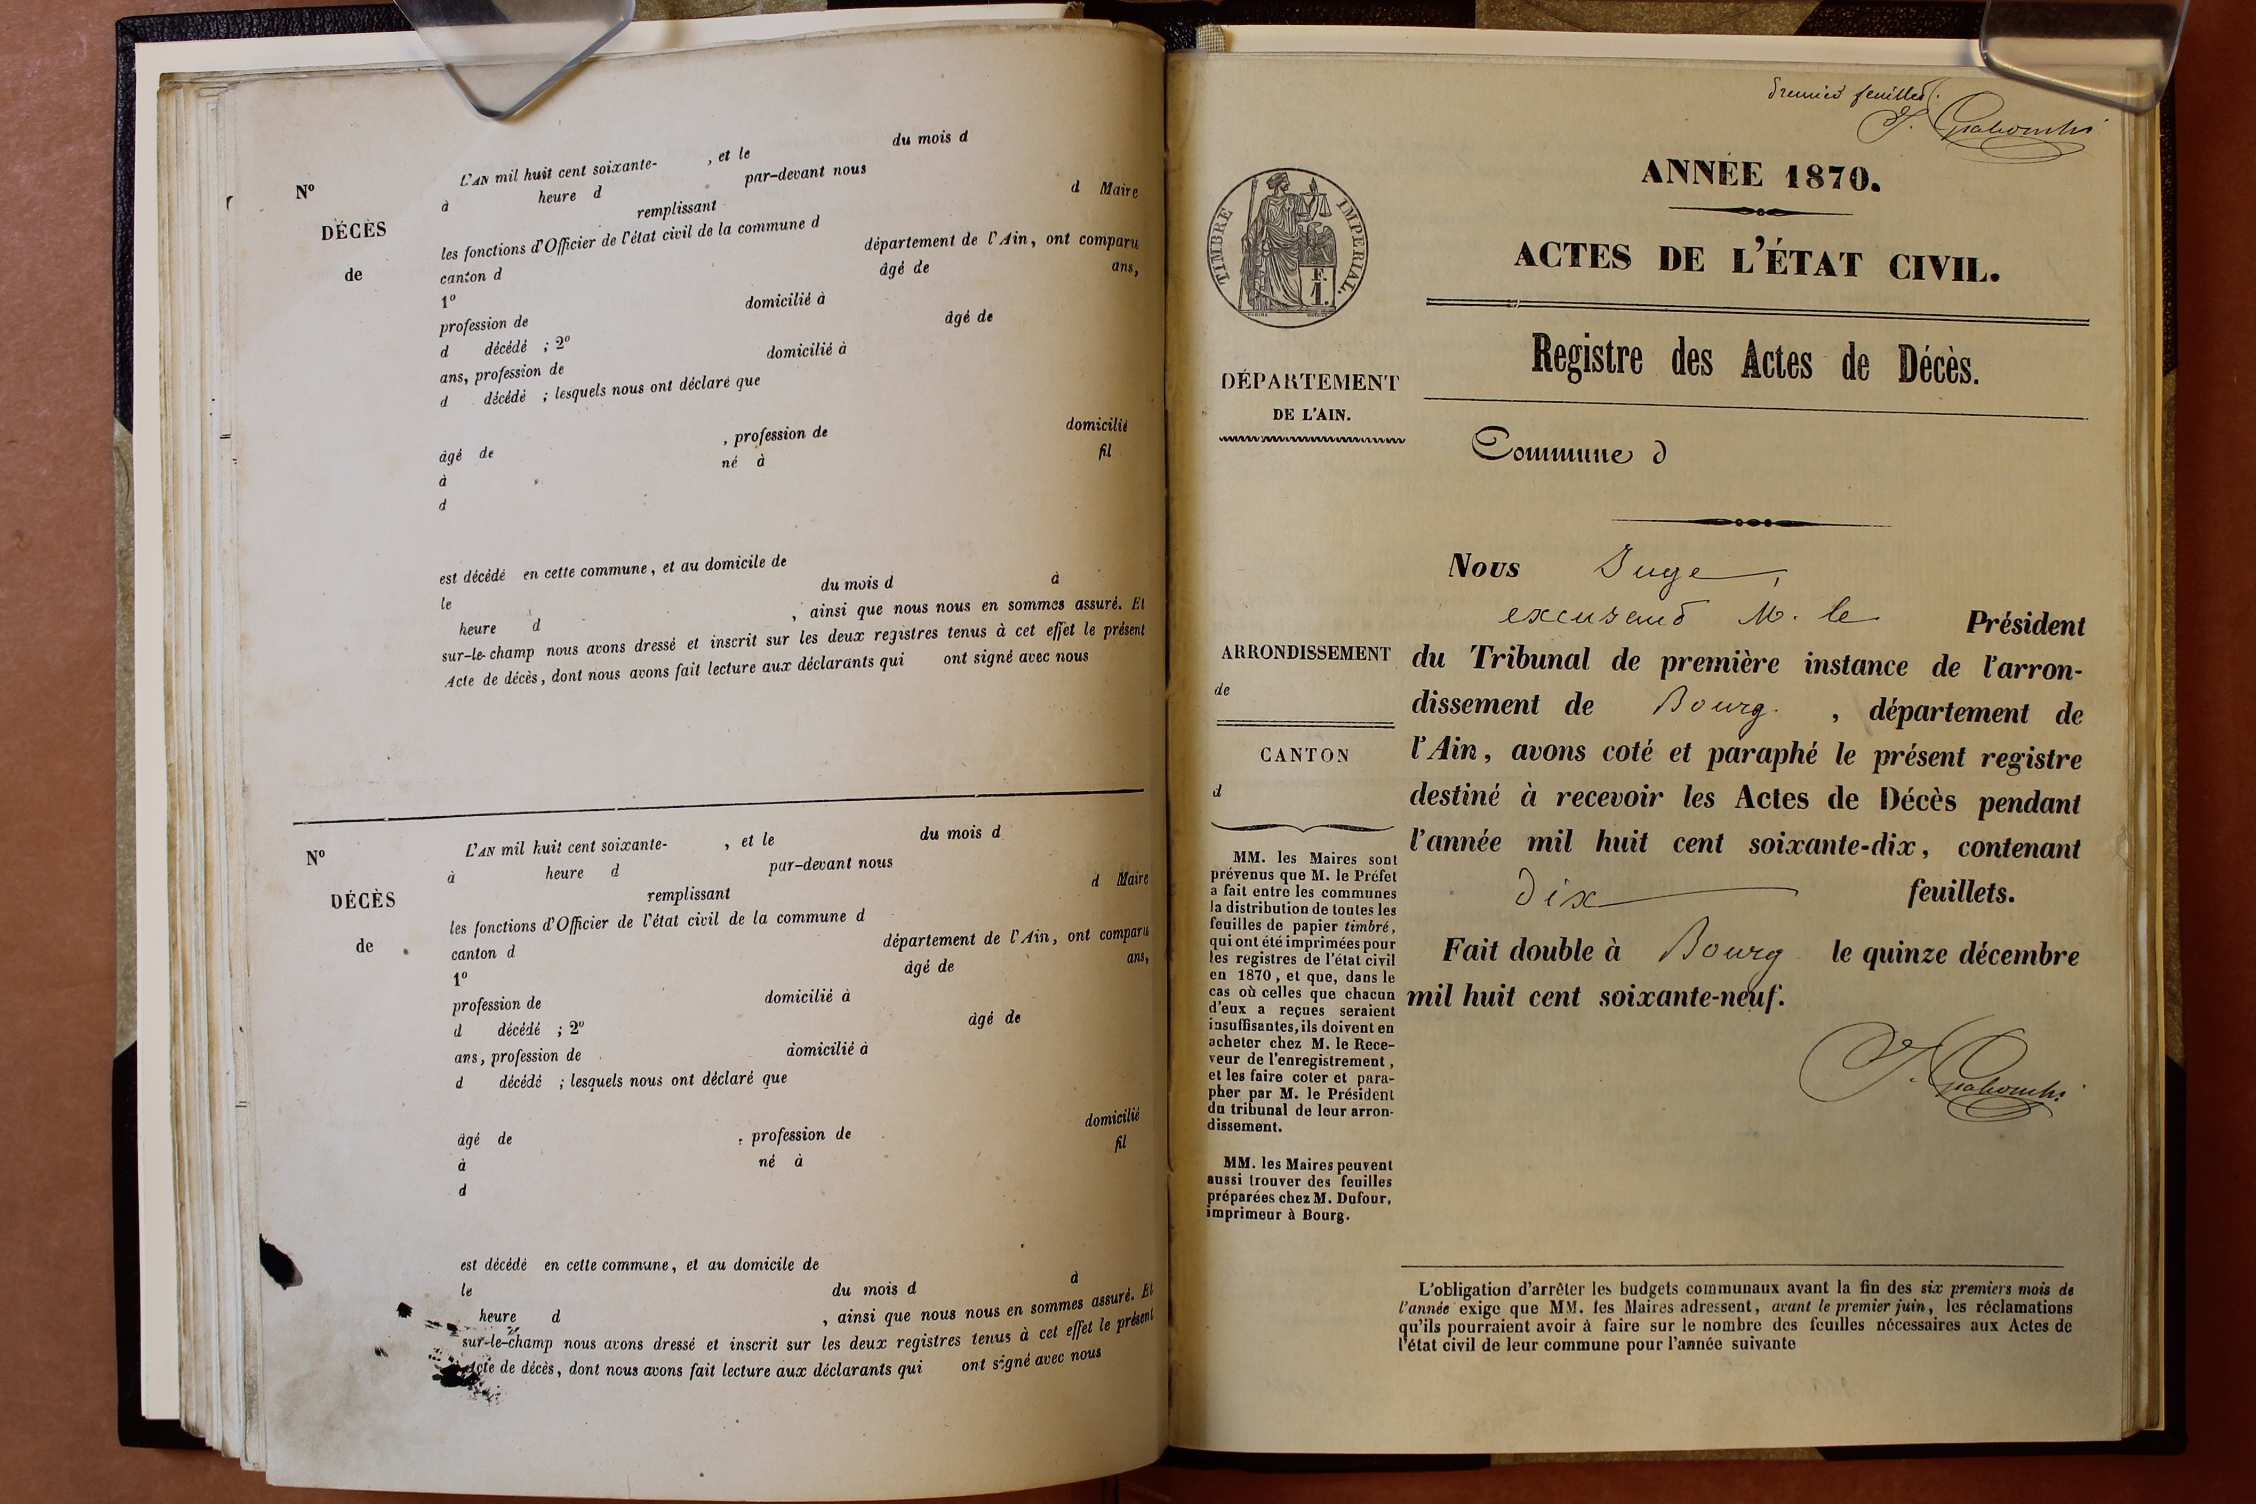 N°
DÉCÈS
de
L'AN mil huit cent soixante- , et le du mois d
à heure d par-devant nous
remplissant d Maire
les fonctions d'Officier de l'état civil de la commune d
canton d département de l'Ain, ont comparu
1° âgé de ans,
profession de domicilié à
d décédé ; 2° âgé de
ans, profession de domicilié à
d décédé ; lesquels nous ont déclaré que
âgé de , profession de domicilié
à né à fil
d
est décédé en cette commune, et au domicile de
le du mois d à
heure d , ainsi que nous nous en sommes assuré. Et
sur-le-champ nous avons dressé et inscrit sur les deux registres tenus à cet effet le présent
Acte de décès, dont nous avons fait lecture aux déclarants qui ont signé avec nous
N°
DÉCÈS
de
L'AN mil huit cent soixante- , et le du mois d
à heure d par-devant nous
remplissant d Maire
les fonctions d'Officier de l'état civil de la commune d
canton d département de l'Ain, ont comparu
1° âgé de ans,
profession de domicilié à
d décédé ; 2° âgé de
ans, profession de domicilié à
d décédé ; lesquels nous ont déclaré que
âgé de , profession de domicilié
à né à fil
d
est décédé en cette commune, et au domicile de
le du mois d à
heure d , ainsi que nous nous en sommes assuré. Et
sur-le-champ nous avons dressé et inscrit sur les deux registres tenus à cet effet le présent
Acte de décès, dont nous avons fait lecture aux déclarants qui ont signé avec nous
premier feuillet.
TIMBRE IMPERIAL.
F.
1.
DÉPARTEMENT
DE L'AIN.
ARRONDISSEMENT
de
CANTON
d
MM. les Maires sont
prévenus que M. le Préfet
a fait entre les communes
la distribution de toutes les
feuilles de papier timbré,
qui ont été imprimées pour
les registres de l'état civil
en 1870, et que, dans le
cas où celles que chacun
d'eux a reçues seraient
insuffisantes, ils doivent en
acheter chez M. le Rece-
veur de l'enregistrement,
et les faire coter et para-
pher par M. le Président
du tribunal de leur arron-
dissement.
MM. les Maires peuvent
aussi trouver des feuilles
préparées chez M. Dufour,
imprimeur à Bourg.
ANNÉE 1870.
ACTES DE L'ÉTAT CIVIL.
Registre des Actes de Décès.
Commune d
Nous Juge,
excusant M. le Président
du Tribunal de première instance de l'arron-
dissement de Bourg. , département de
l'Ain, avons coté et paraphé le présent registre
destiné à recevoir les Actes de Décès pendant
l'année mil huit cent soixante-dix, contenant
dix feuillets.
Fait double à Bourg le quinze décembre
mil huit cent soixante-neuf.
L'obligation d'arrêter les budgets communaux avant la fin des six premiers mois de
l'année exige que MM. les Maires adressent, avant le premier juin, les réclamations
qu'ils pourraient avoir à faire sur le nombre des feuilles nécessaires aux Actes de
l'état civil de leur commune pour l'année suivante